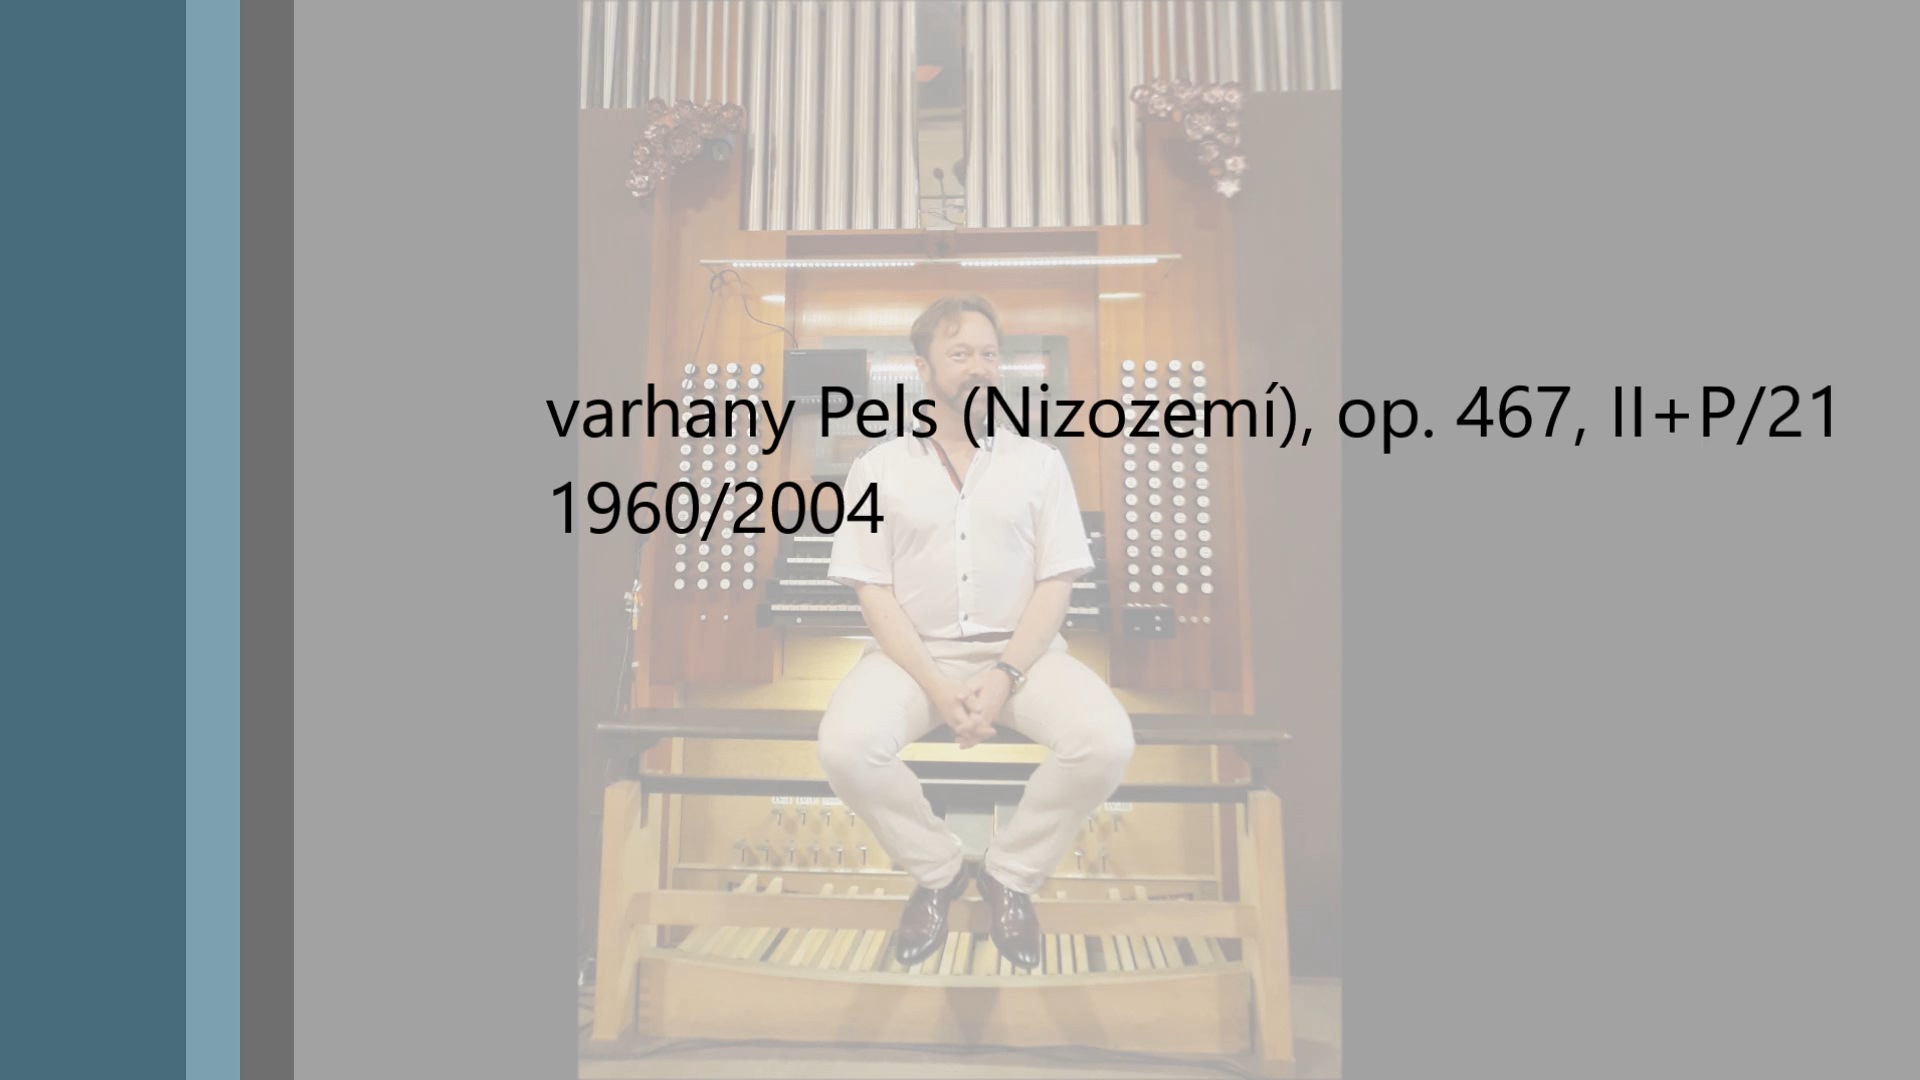 varhany Pels (Nizozemí), op. 467, II+P/21
1960/2004